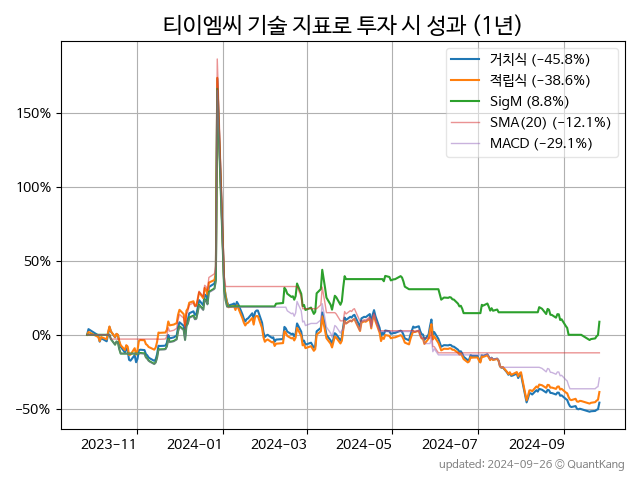 티이엠씨 기술 지표로 투자 시 성과 (1년)
거치식 (−45.8%)
적립식 (−38.6%)
SigM (8.8%)
SMA(20) (−12.1%)
MACD (−29.1%)
150%
100%
50%
0%
−50%
2023−11 2024−01 2024−03 2024−05 2024−07 2024−09
updated: 2024−09−26 © QuantKang